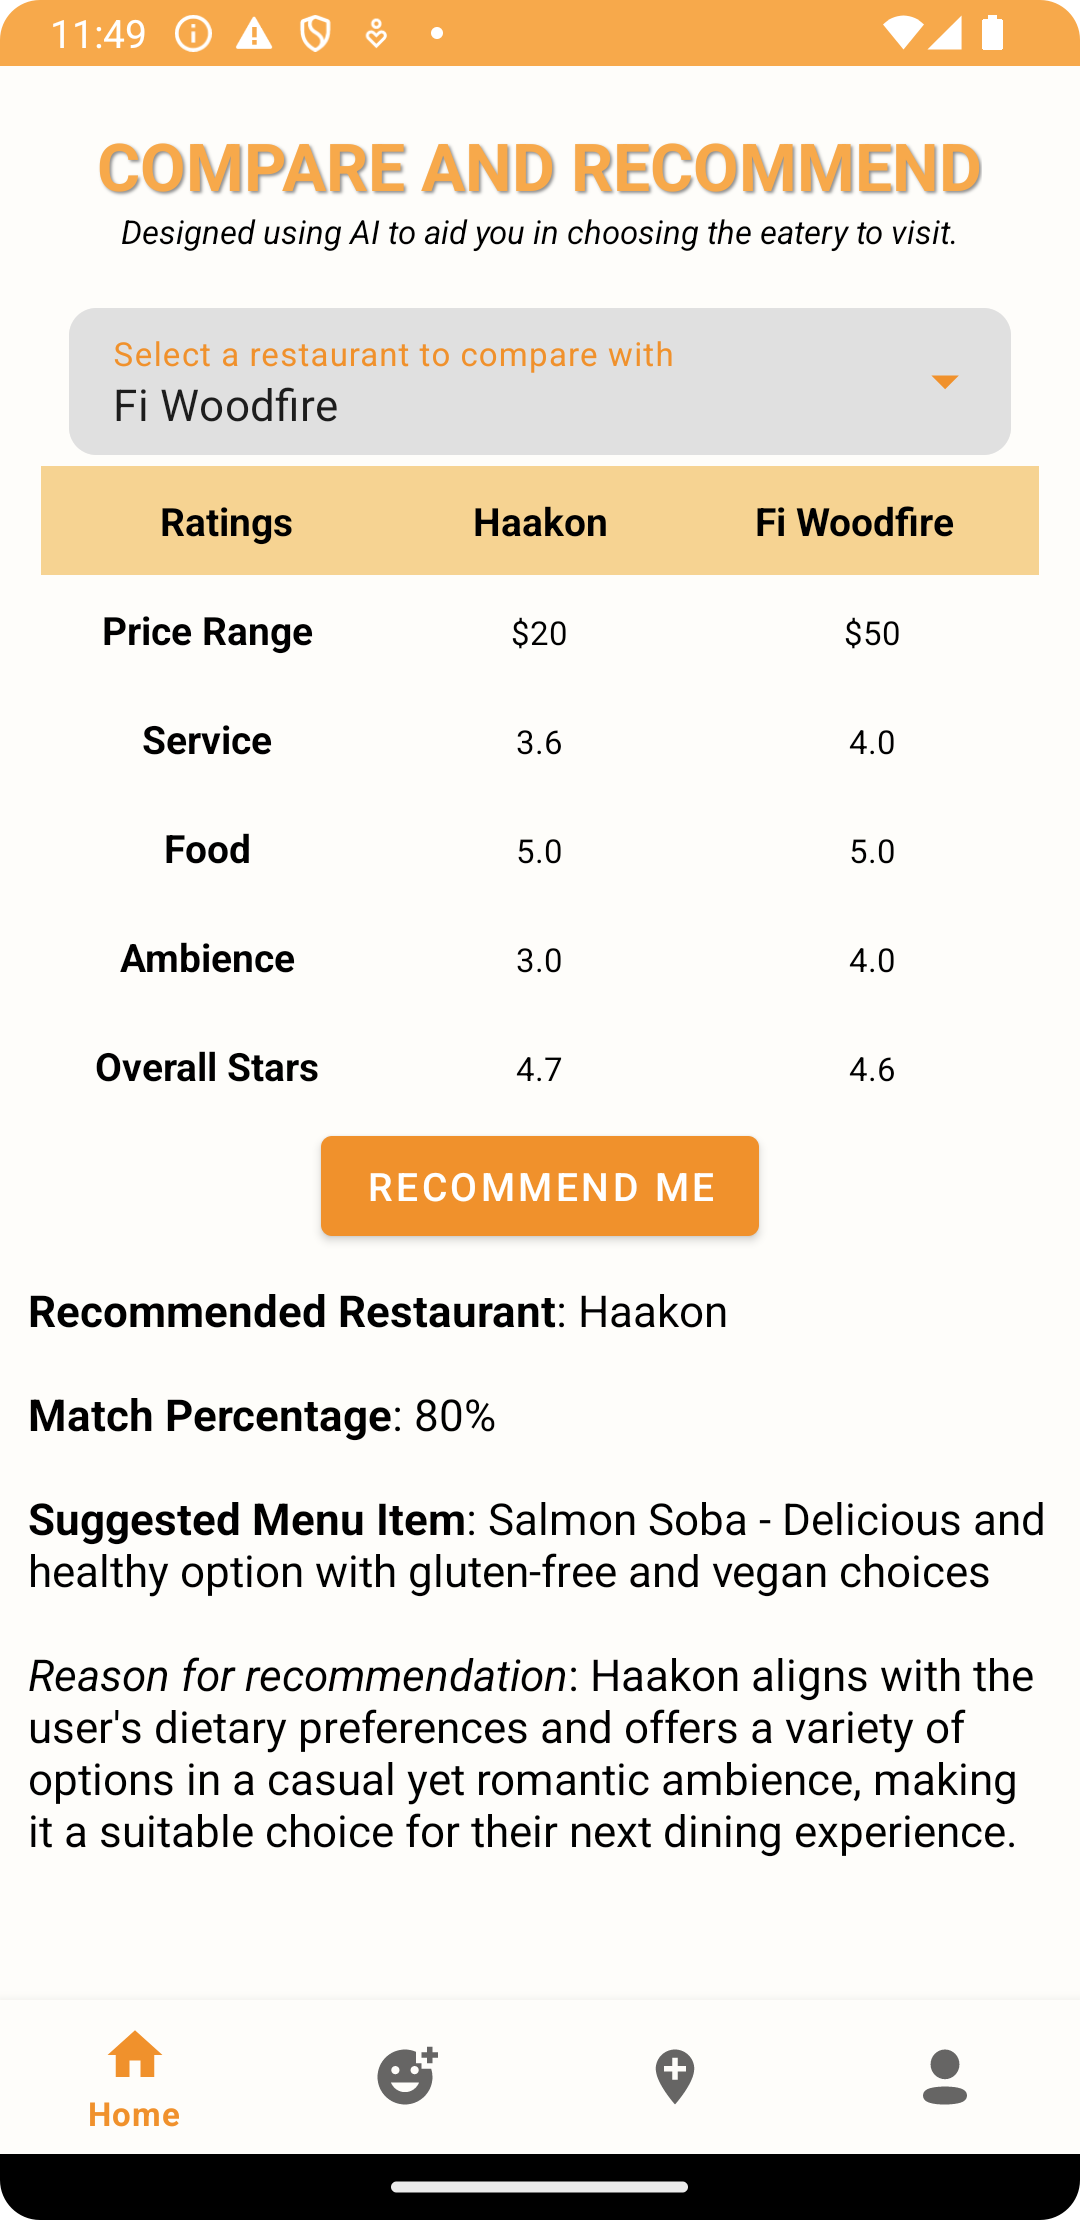 11:49
COMPARE AND RECOMMEND
Designed using AI to aid you in choosing the eatery to visit.
Select a restaurant to compare with
Fi Woodfire
Ratings Haakon Fi Woodfire
Price Range $20 $50
Service 3.6 4.0
Food 5.0 5.0
Ambience 3.0 4.0
Overall Stars 4.7 4.6
RECOMMEND ME
Recommended Restaurant: Haakon
Match Percentage: 80%
Suggested Menu Item: Salmon Soba - Delicious and
healthy option with gluten-free and vegan choices
Reason for recommendation: Haakon aligns with the
user's dietary preferences and offers a variety of
options in a casual yet romantic ambience, making
it a suitable choice for their next dining experience.
Home